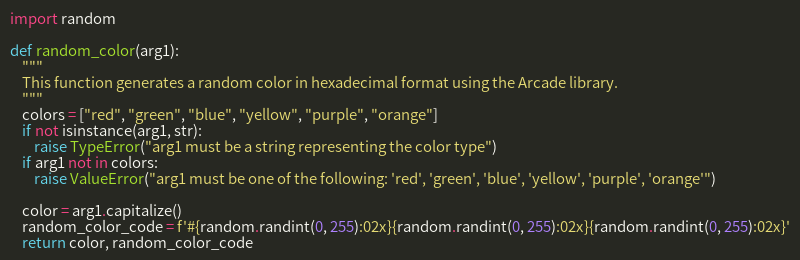 import random
def random_color(arg1):
"""
This function generates a random color in hexadecimal format using the Arcade library.
"""
colors = ["red", "green", "blue", "yellow", "purple", "orange"]
if not isinstance(arg1, str):
raise TypeError("arg1 must be a string representing the color type")
if arg1 not in colors:
raise ValueError("arg1 must be one of the following: 'red', 'green', 'blue', 'yellow', 'purple', 'orange'")
color = arg1.capitalize()
random_color_code = f'#{random.randint(0, 255):02x}{random.randint(0, 255):02x}{random.randint(0, 255):02x}'
return color, random_color_code